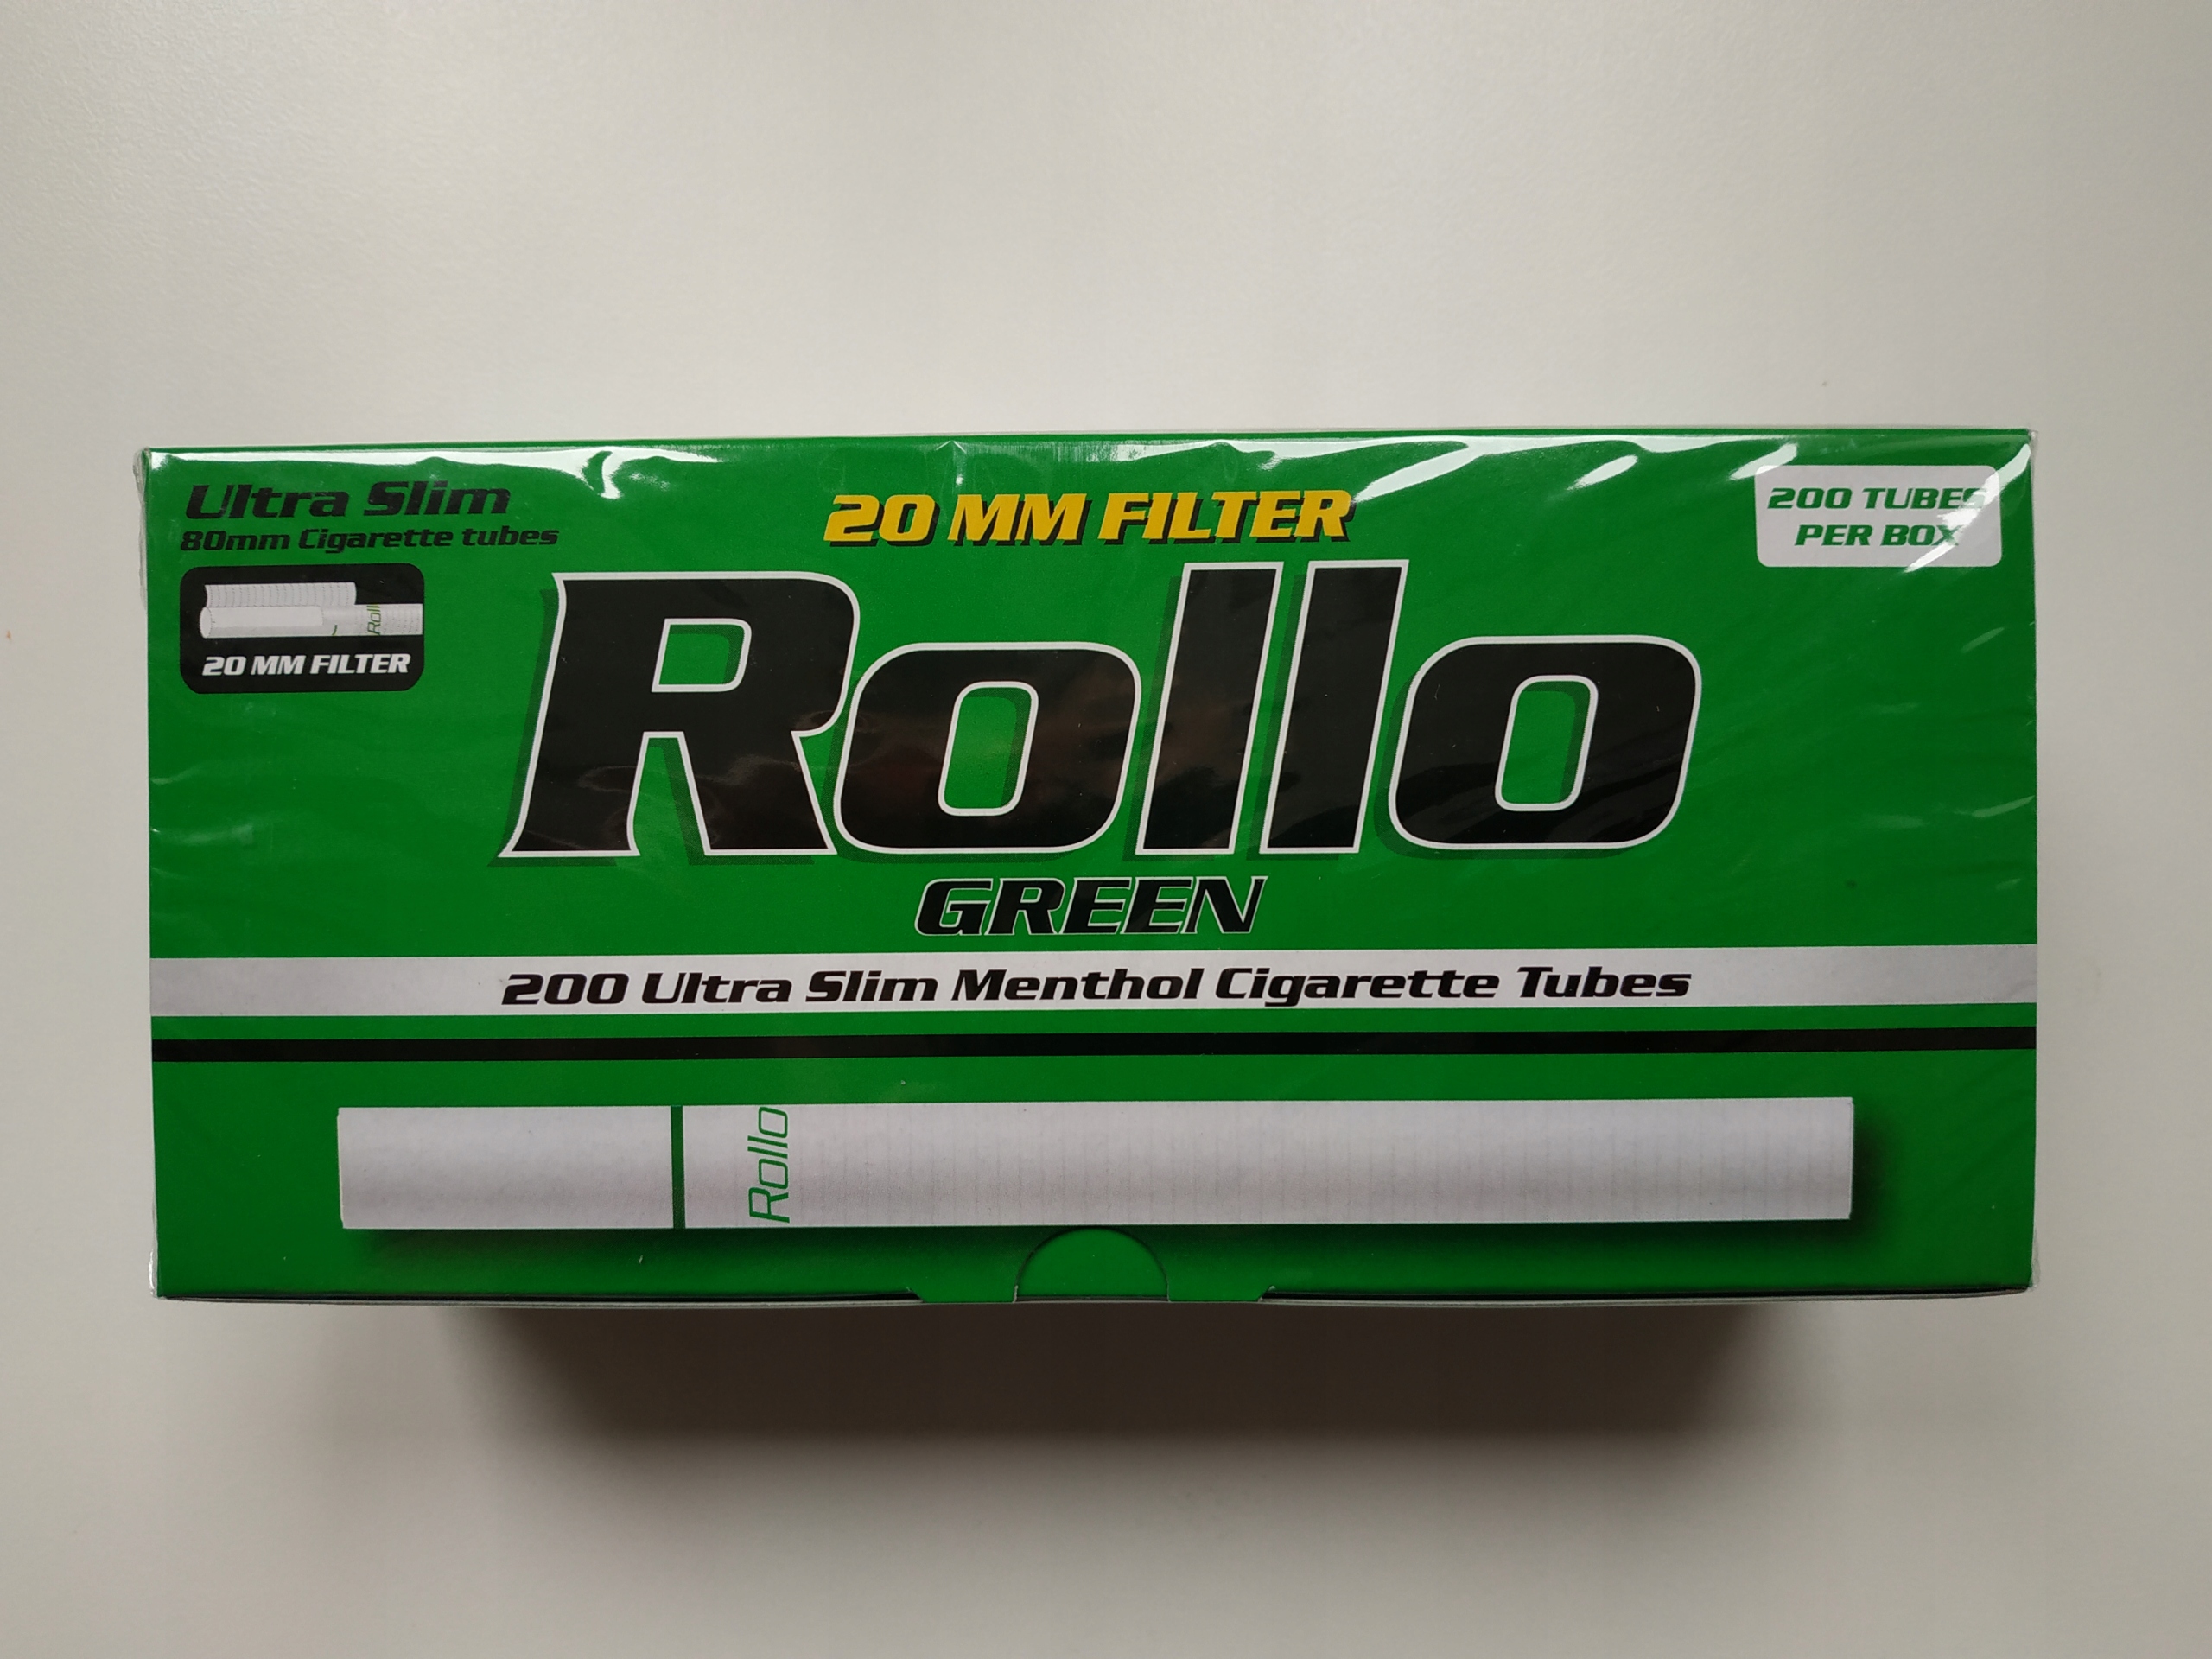 Ultra Slim
80mm Cigarette tubes
20 MM FILTER
200 TUBES
PER BOX
Rollo
20 MM FILTER
Rollo
GREEN
200 Ultra Slim Menthol Cigarette Tubes
Rollo